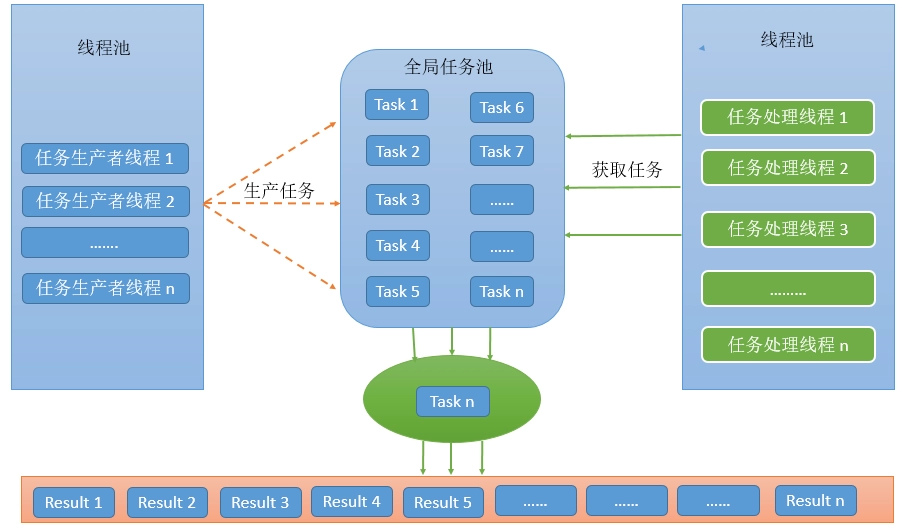 线程池
任务生产者线程 1
任务生产者线程 2
.......
任务生产者线程 n
生产任务
全局任务池
Task 1
Task 6
Task 2
Task 7
Task 3
......
Task 4
......
Task 5
Task n
获取任务
线程池
任务处理线程 1
任务处理线程 2
任务处理线程 3
.........
任务处理线程 n
Task n
Result 1
Result 2
Result 3
Result 4
Result 5
......
......
......
Result n